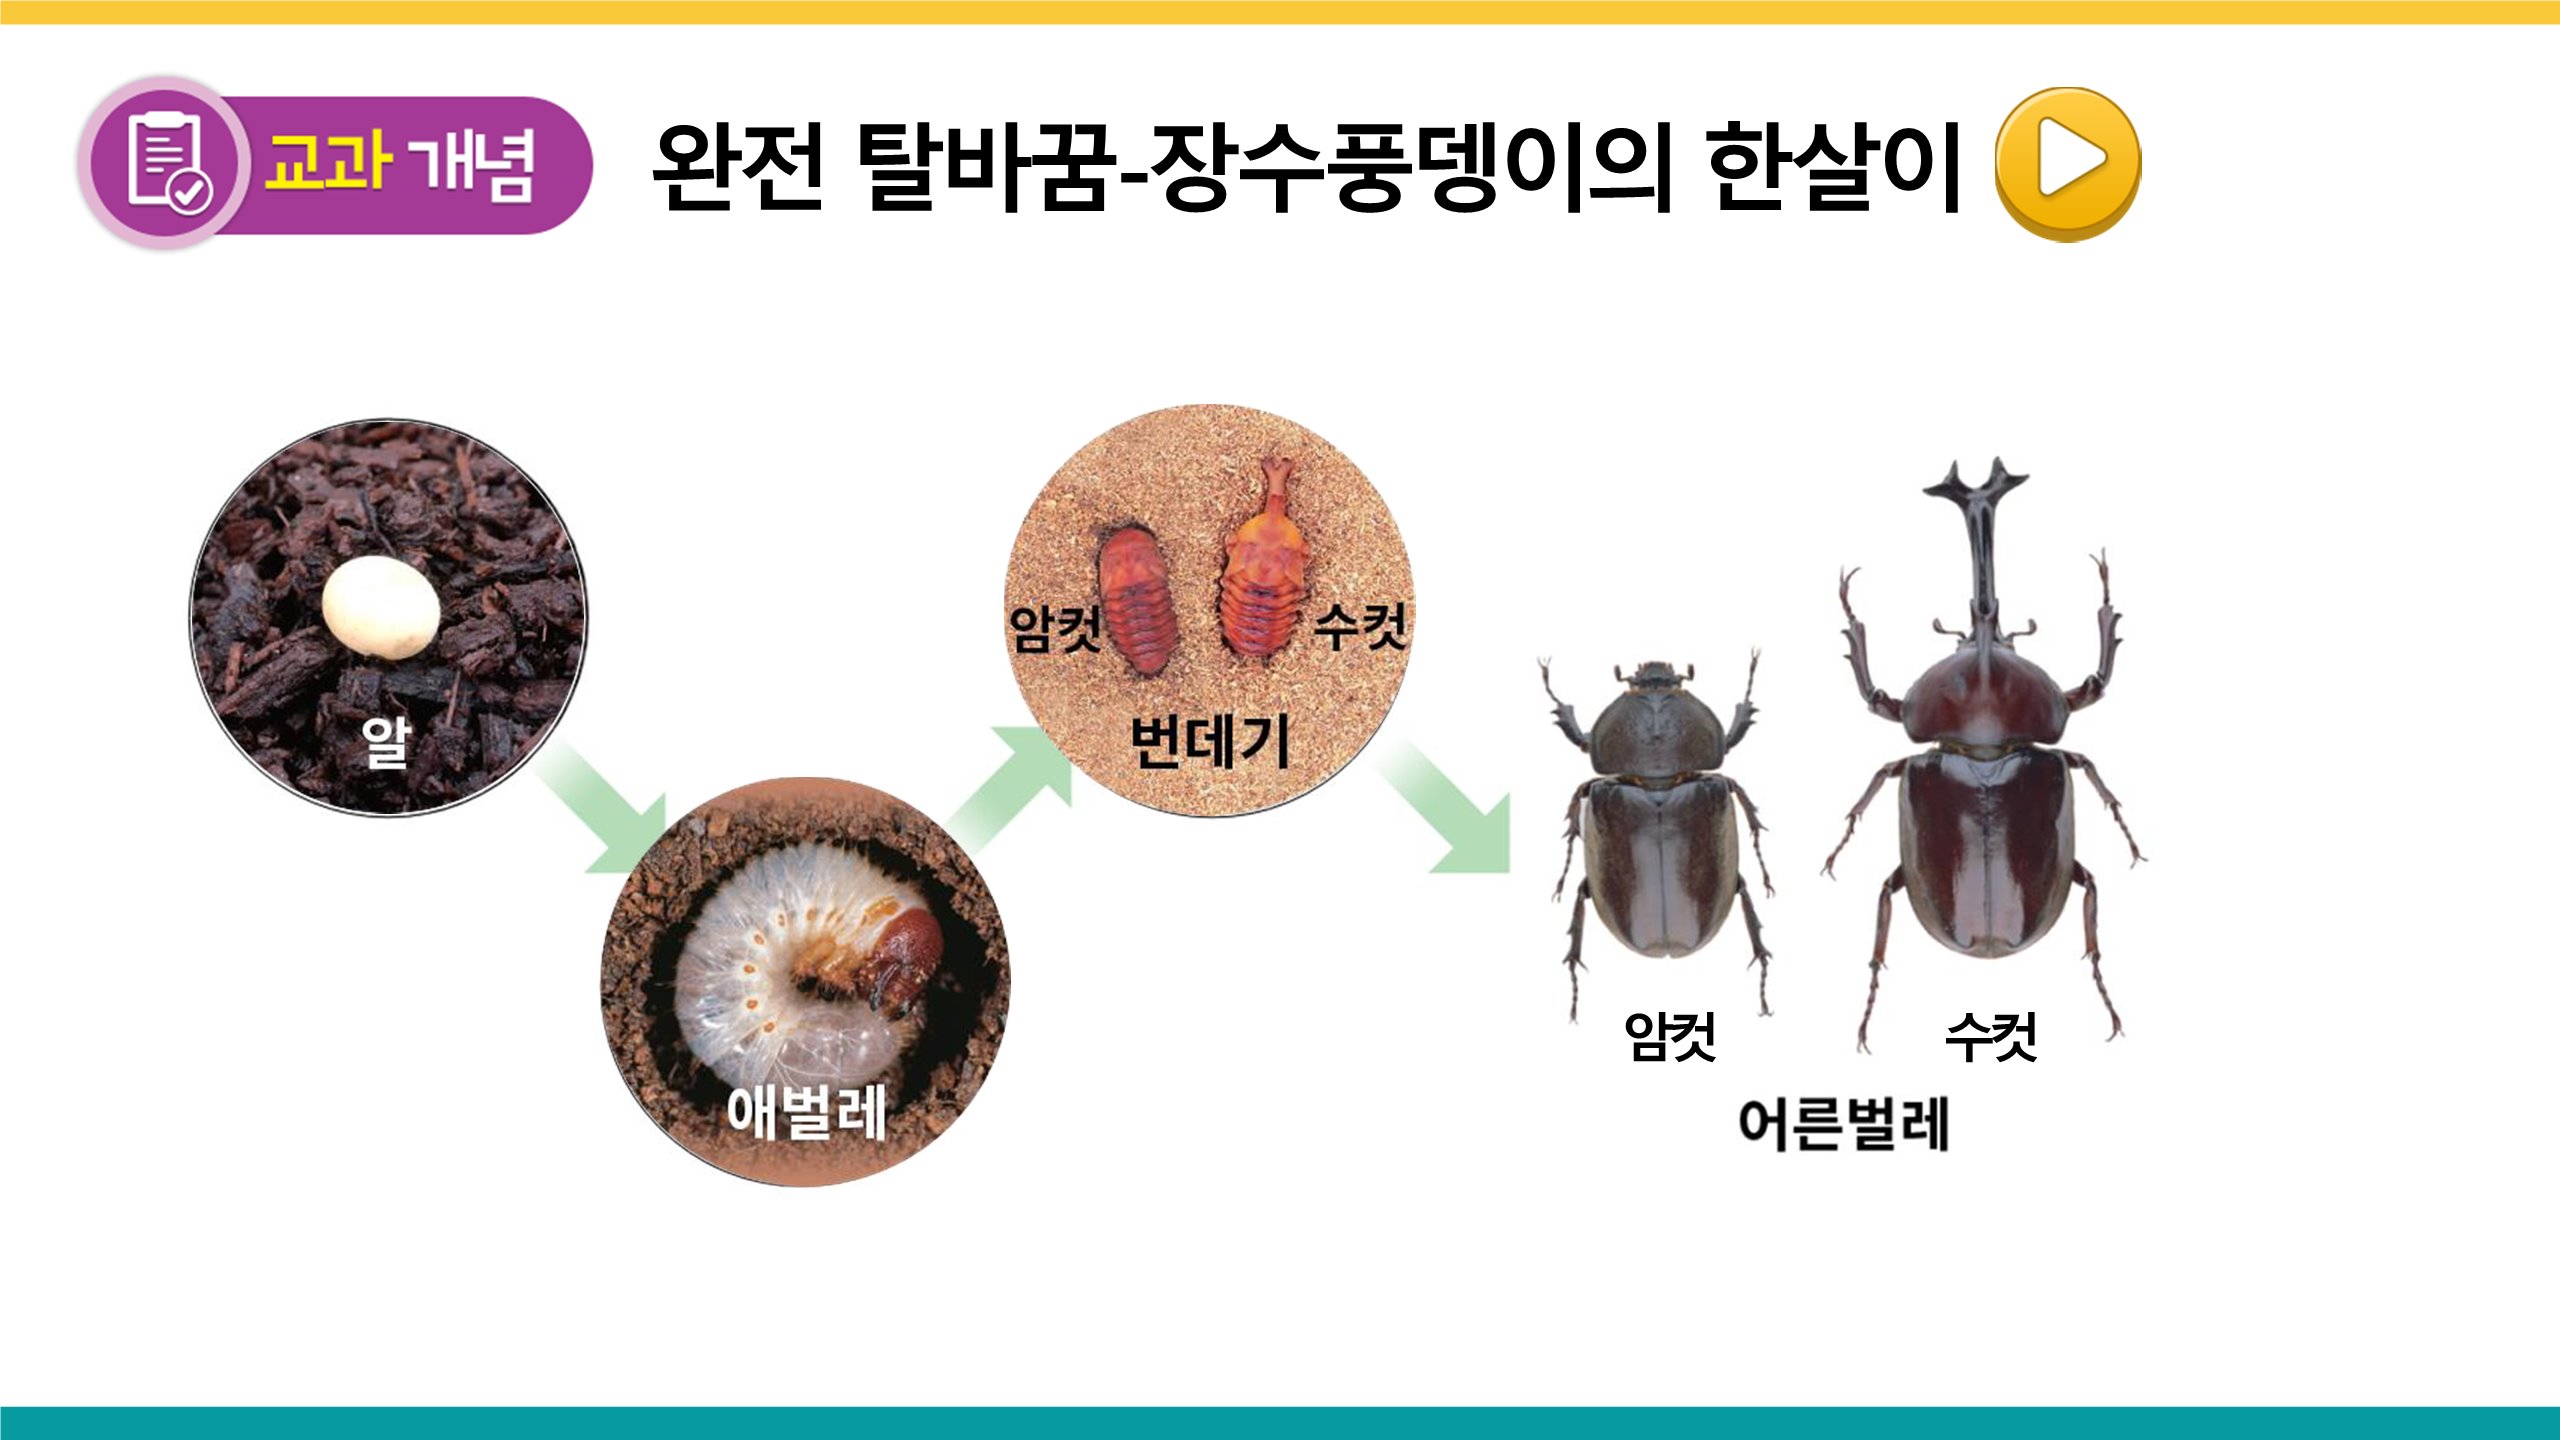 교과 개념
완전 탈바꿈-장수풍뎅이의 한살이
알
애벌레
암컷
수컷
번데기
암컷
수컷
어른벌레